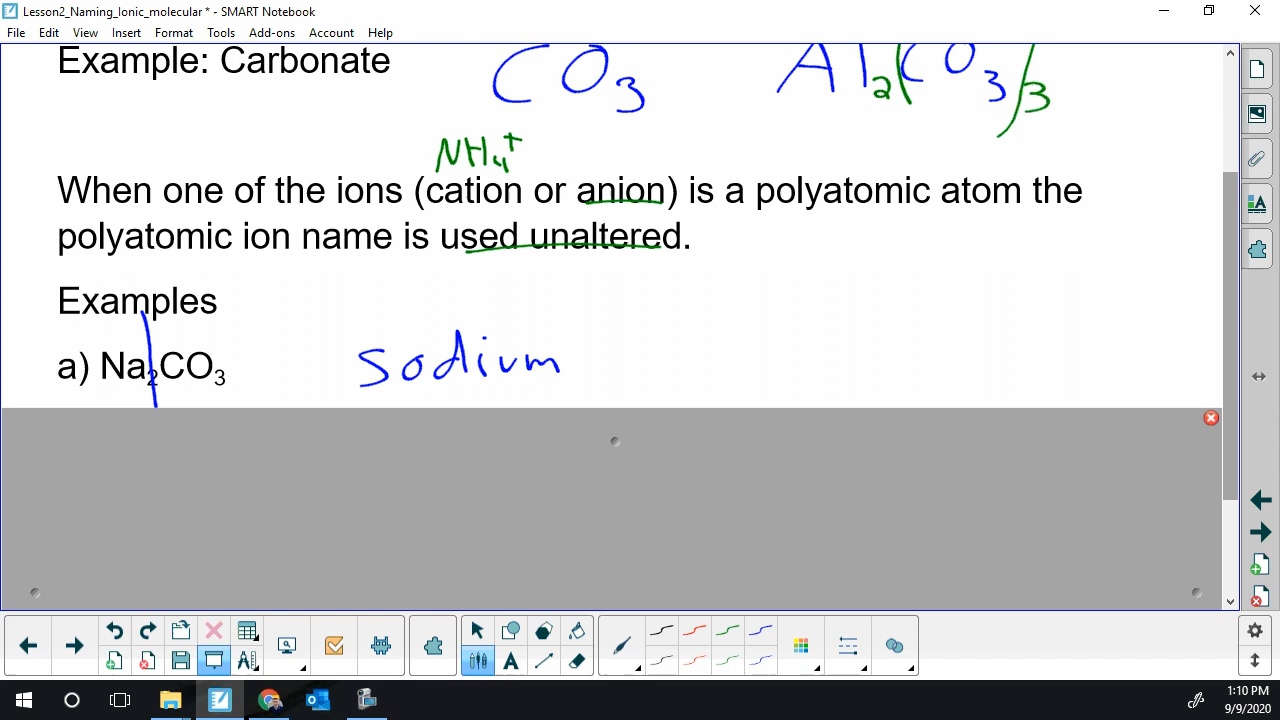 Lesson2_Naming_Ionic_molecular * - SMART Notebook
File Edit View Insert Format Tools Add-ons Account Help
Example: Carbonate CO3 Al2(CO3)3
NH4+
When one of the ions (cation or anion) is a polyatomic atom the
polyatomic ion name is used unaltered.
Examples
a) Na2CO3 sodium
1:10 PM
9/9/2020